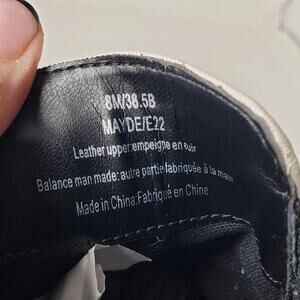 8M/38.5B
MAYDE/E22
Leather upper:empeigne en cuir
Balance man made:autre partie fabriquée à la main
Made in China:Fabriqué en Chine